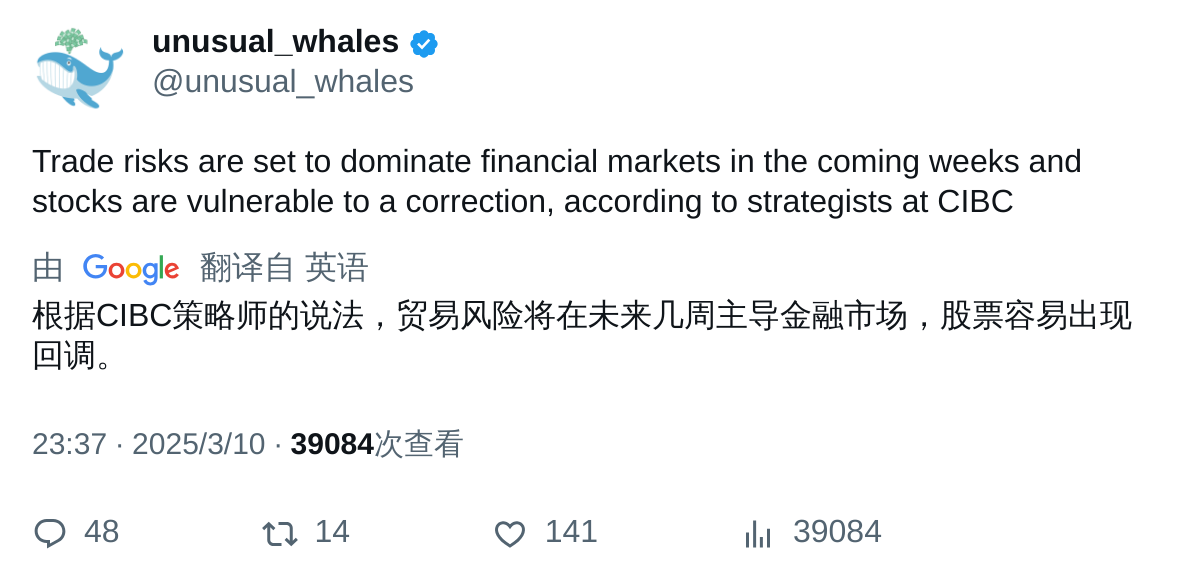 unusual_whales
@unusual_whales
Trade risks are set to dominate financial markets in the coming weeks and
stocks are vulnerable to a correction, according to strategists at CIBC
由 Google 翻译自 英语
根据CIBC策略师的说法，贸易风险将在未来几周主导金融市场，股票容易出现
回调。
23:37 · 2025/3/10 · 39084次查看
48 14 141 39084